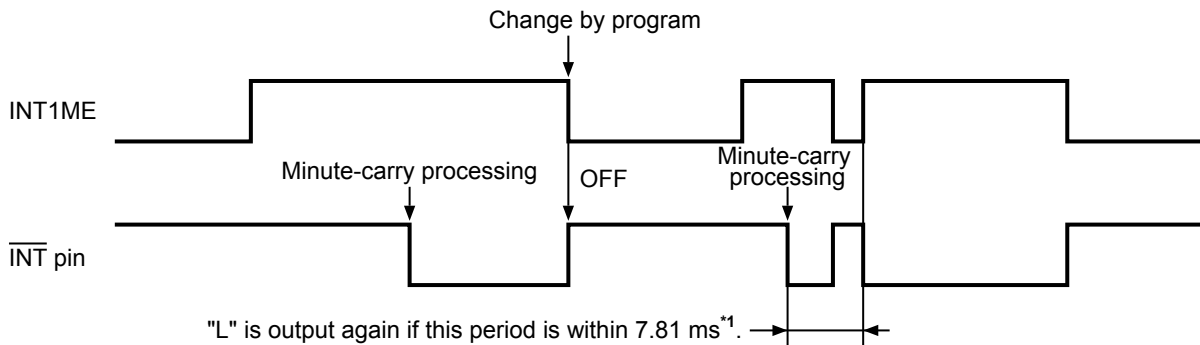 Change by program
INT1ME
Minute-carry processing
OFF
Minute-carry
processing
INT pin
"L" is output again if this period is within 7.81 ms*1.